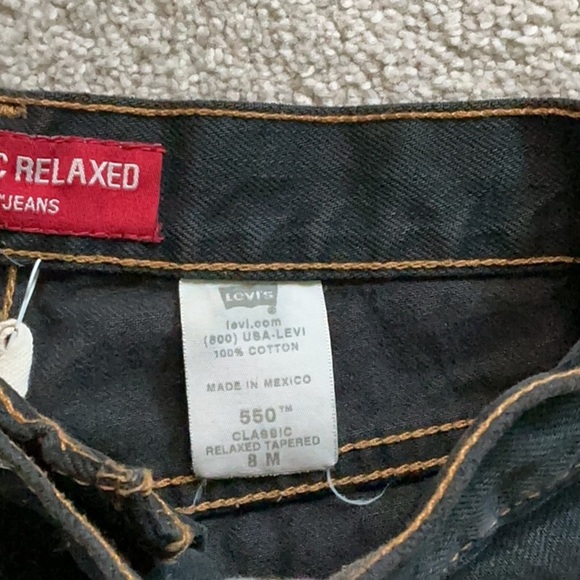 C RELAXED
"JEANS
Levi's
levi.com
(800) USA-LEVI
100% COTTON
MADE IN MEXICO
550™
CLASSIC
RELAXED TAPERED
8 M